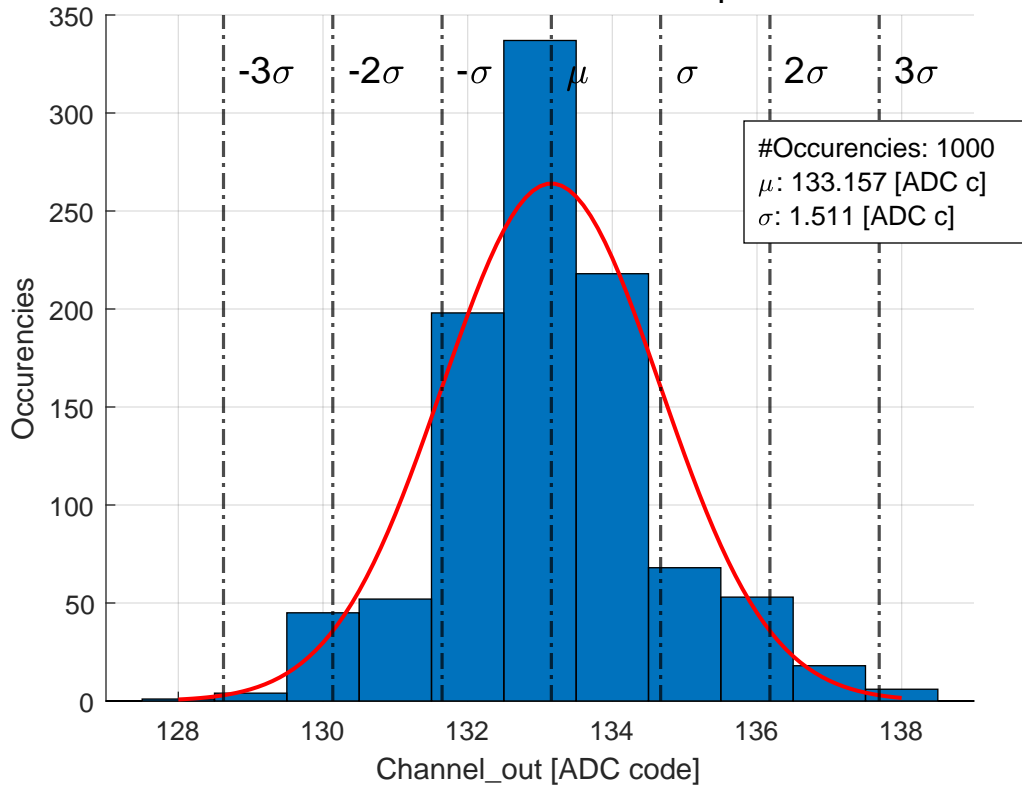 350
300
250
200
150
100
50
0
Occurencies
-3σ -2σ -σ μ σ 2σ 3σ
#Occurencies: 1000
μ: 133.157 [ADC c]
σ: 1.511 [ADC c]
128 130 132 134 136 138
Channel_out [ADC code]